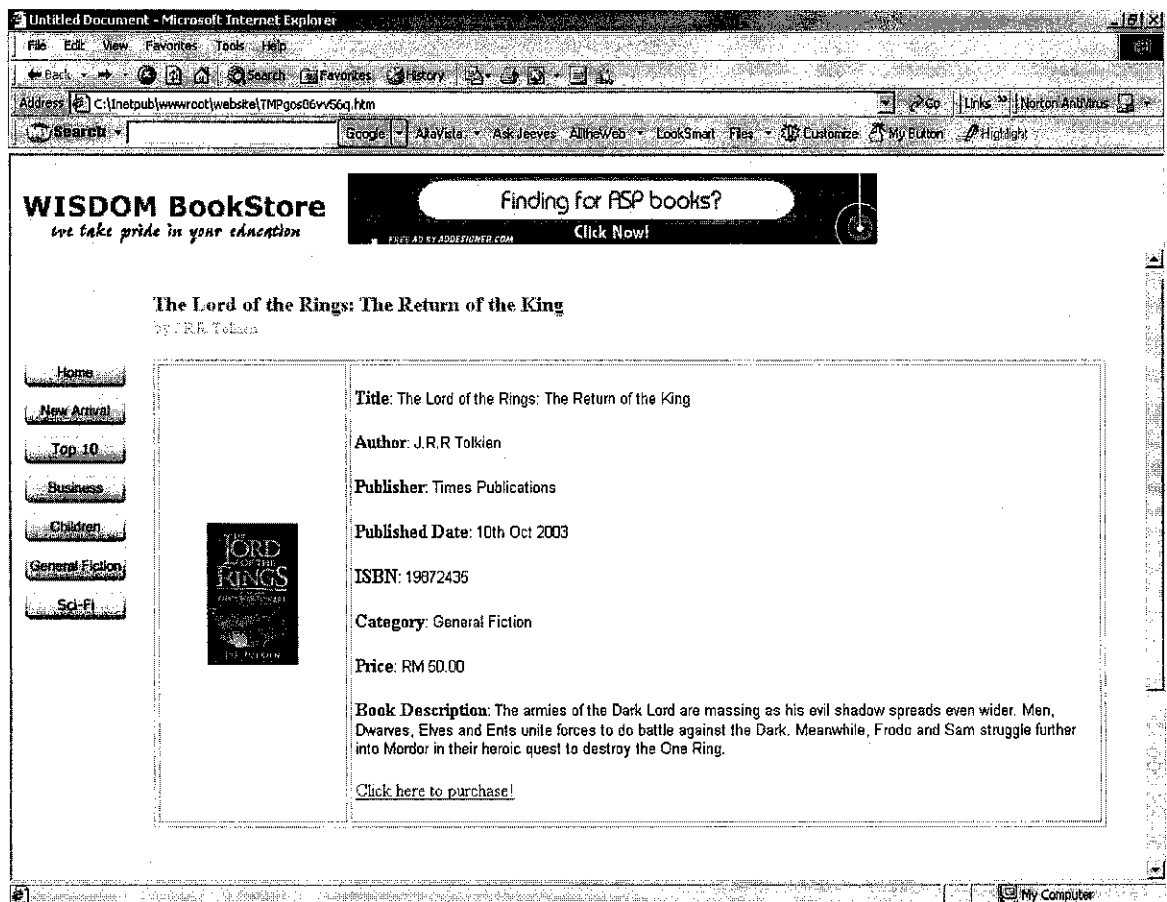 Untitled Document - Microsoft Internet Explorer
File Edit View Favorites Tools Help
Back Search Favorites History
Address C:\Inetpub\wwwroot\website\TMPgos86vv56q.htm Go Links » Norton AntiVirus
Search Google AltaVista Ask Jeeves AlltheWeb LookSmart Files Customize My Button Highlight
WISDOM BookStore
we take pride in your education
Finding for ASP books?
Click Now!
FREE AD BY ADDESIGNER.COM
The Lord of the Rings: The Return of the King
by J.R.R. Tolkien
Home
New Arrival
Top 10
Business
Children
General Fiction
Sci-Fi
THE
LORD
OF THE
RINGS
Title: The Lord of the Rings: The Return of the King
Author: J.R.R Tolkien
Publisher: Times Publications
Published Date: 10th Oct 2003
ISBN: 19872435
Category: General Fiction
Price: RM 50.00
Book Description: The armies of the Dark Lord are massing as his evil shadow spreads even wider. Men,
Dwarves, Elves and Ents unite forces to do battle against the Dark. Meanwhile, Frodo and Sam struggle further
into Mordor in their heroic quest to destroy the One Ring.
Click here to purchase!
My Computer